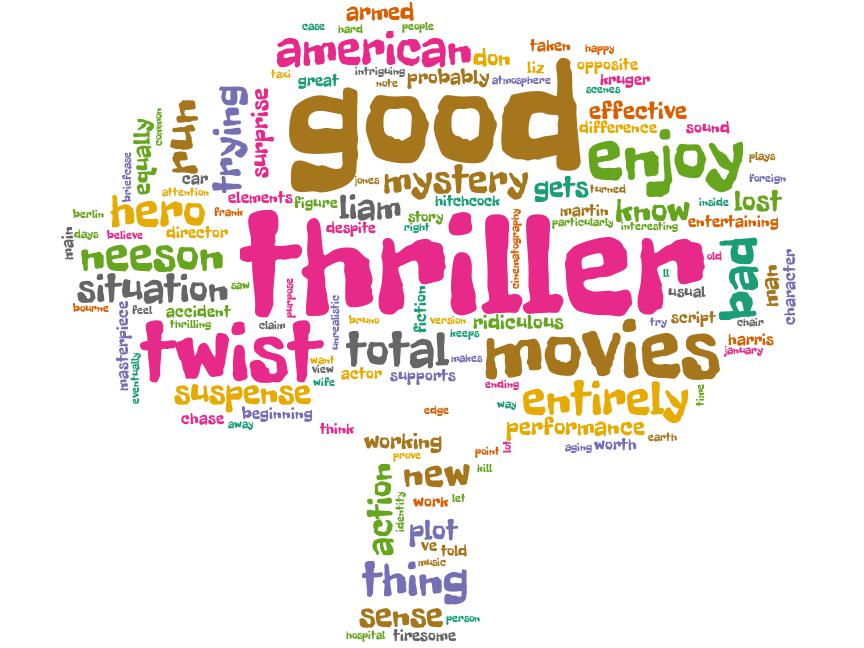 armed
case hard people
american don taken happy
taxi great intriguing note probably atmosphere liz opposite
kruger
scenes
good
run trying surprise
equally common
effective
difference sound
briefcase car
attention
enjoy plays
jones mystery gets turned foreign
elements figure liam hitchcock martin know inside lost
berlin hero frank
story particularly interesting entertaining
days believe director despite right
main neeson thriller cinematography old bad man character
situation saw purpose ll usual
bourne feel accident
thrilling claim unrealistic bruno fiction version ridiculous try script chair
masterpiece
eventually
twist total keeps movies harris
january
want
view
wife
makes
actor supports
suspense ending entirely time
chase away beginning way
edge performance
think aging worth earth
working
prove point lot
action new kill
identity work let
plot
ve told
music
thing
sense person
hospital tiresome